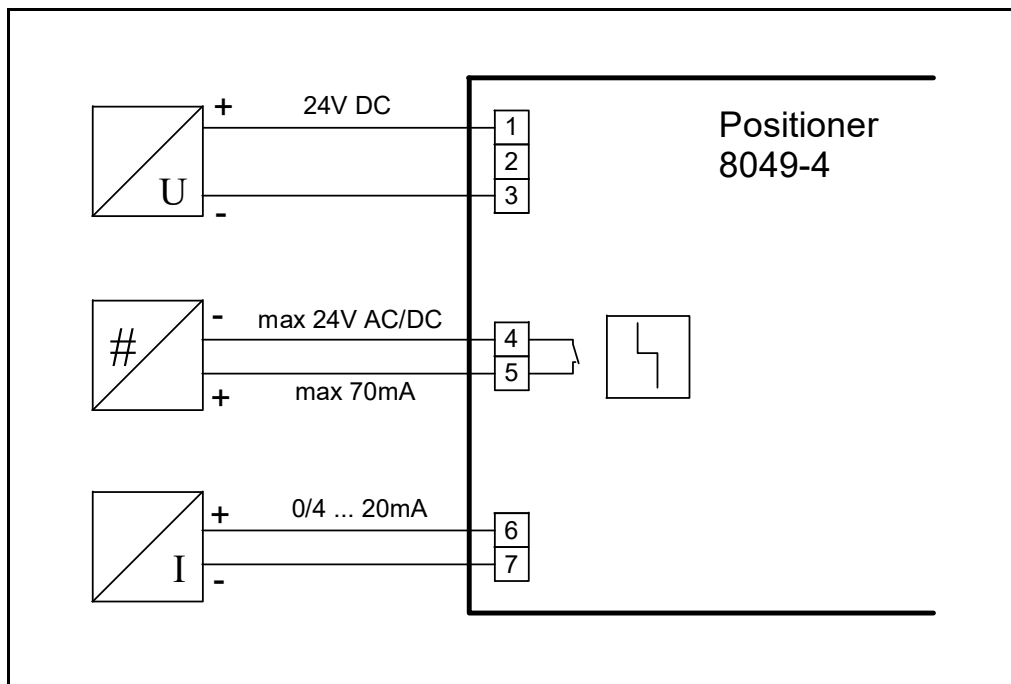 +
24V DC
1
Positioner
8049-4
2
U
3
-
-
max 24V AC/DC
4
#
5
+
max 70mA
+
0/4 ... 20mA
6
7
I
-